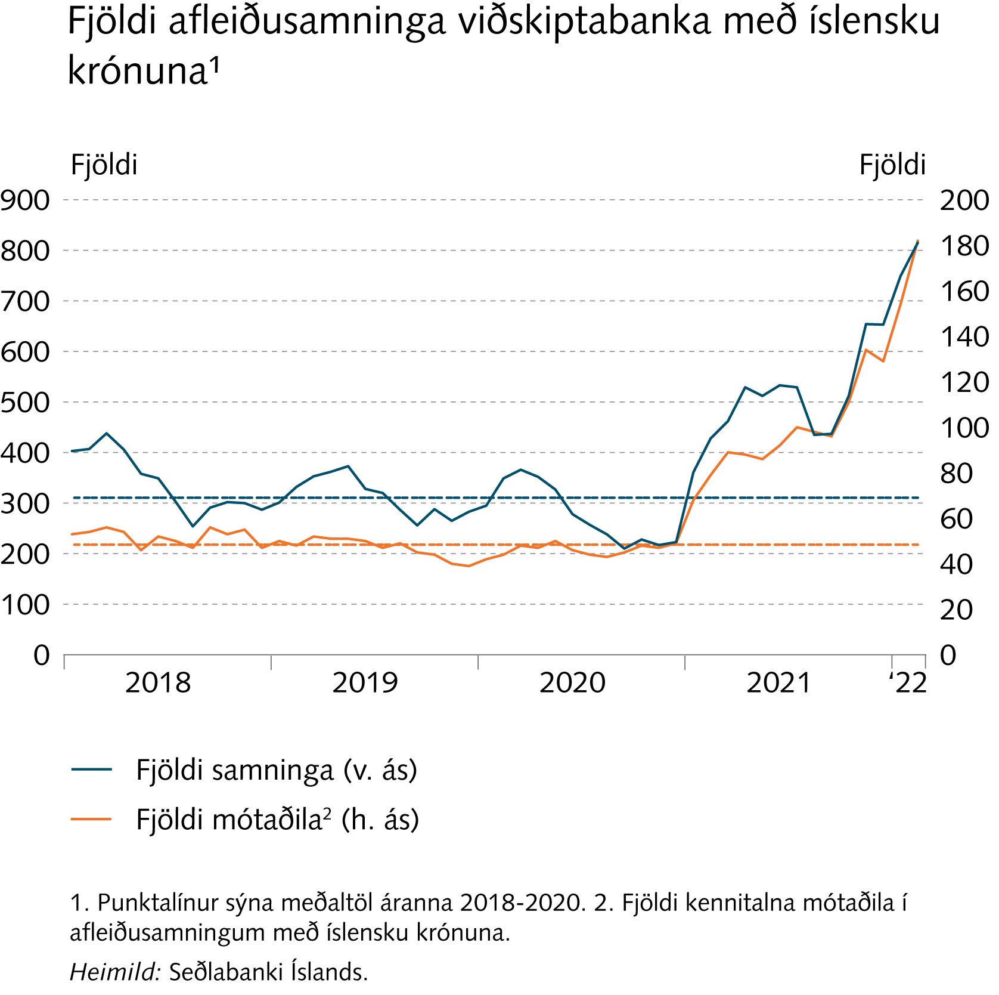 Fjöldi afleiðusamninga viðskiptabanka með íslensku
krónuna¹
Fjöldi Fjöldi
900 200
800 180
700 160
600 140
500 120
400 100
300 80
200 60
100 40
0 20
0
2018 2019 2020 2021 ‘22
Fjöldi samninga (v. ás)
Fjöldi mótaðila² (h. ás)
1. Punktalínur sýna meðaltöl áranna 2018-2020. 2. Fjöldi kennitalna mótaðila í
afleiðusamningum með íslensku krónuna.
Heimild: Seðlabanki Íslands.